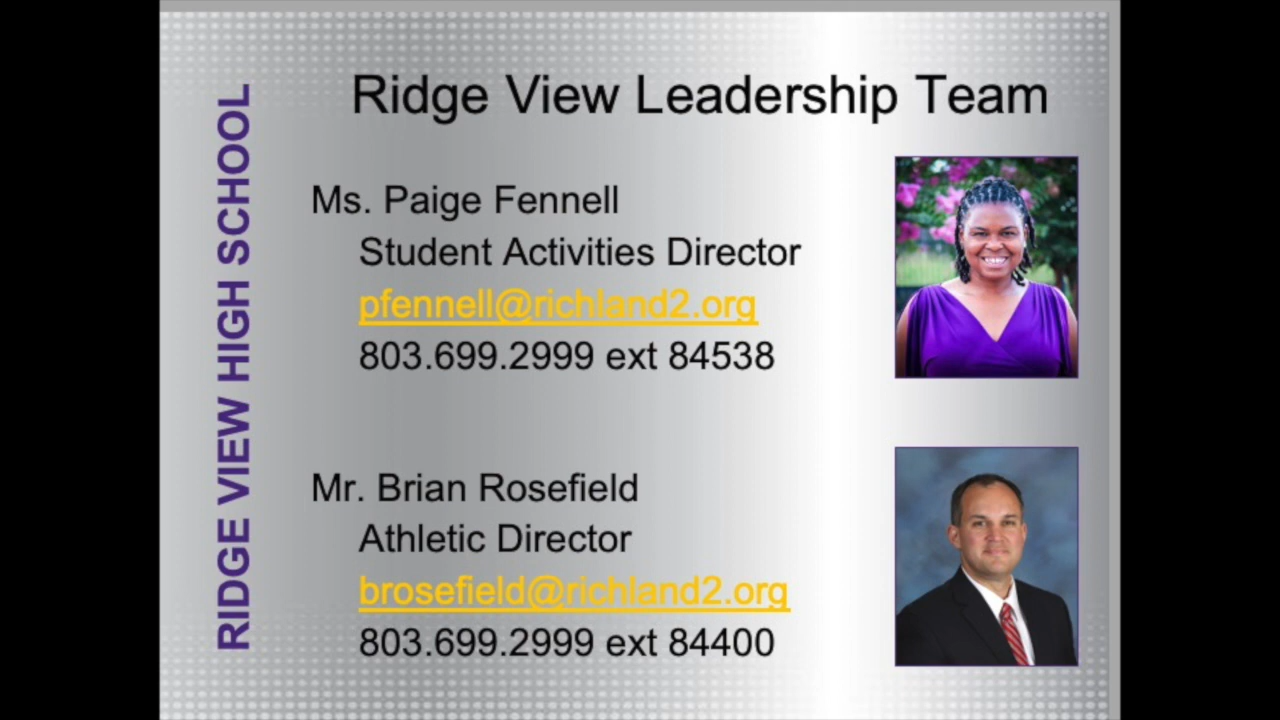 Ridge View Leadership Team
RIDGE VIEW HIGH SCHOOL
Ms. Paige Fennell
Student Activities Director
pfennell@richland2.org
803.699.2999 ext 84538
Mr. Brian Rosefield
Athletic Director
brosefield@richland2.org
803.699.2999 ext 84400